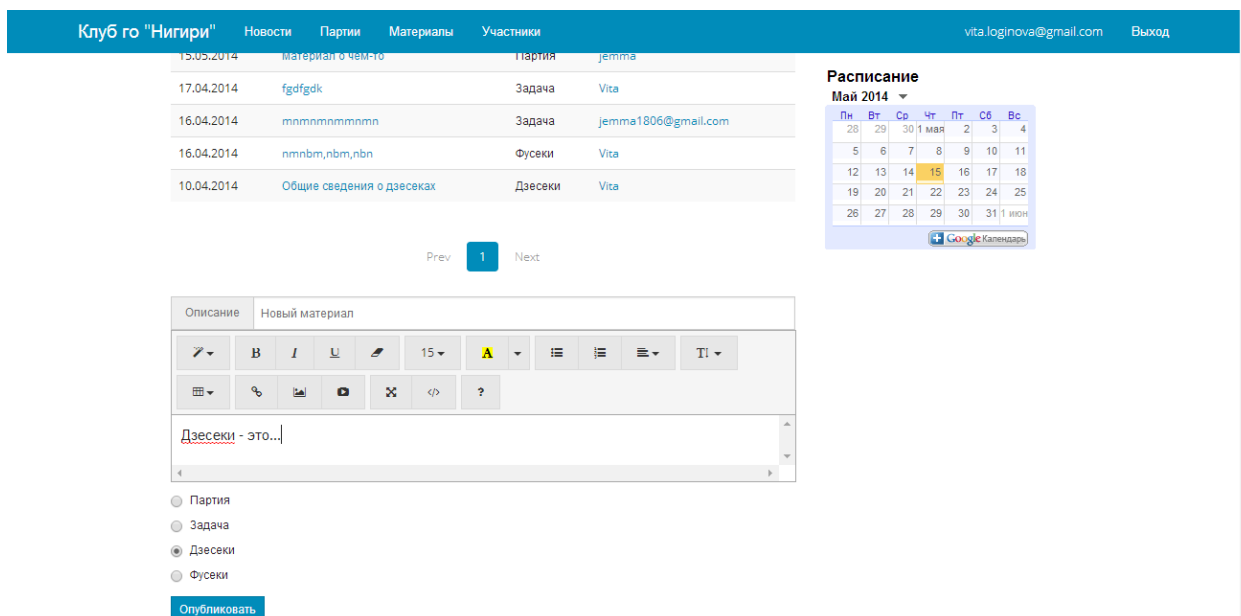 Клуб го "Нигири" Новости Партии Материалы Участники vita.loginova@gmail.com Выход
15.05.2014 Материал о чем-то Партия jemma
17.04.2014 fgdfgdk Задача Vita
16.04.2014 mnmnmnmmnmn Задача jemma1806@gmail.com
16.04.2014 nmnbm,nbm,nbn Фусеки Vita
10.04.2014 Общие сведения о дзесеках Дзесеки Vita
Prev 1 Next
Расписание
Май 2014
Пн Вт Ср Чт Пт Сб Вс
28 29 30 1 мая 2 3 4
5 6 7 8 9 10 11
12 13 14 15 16 17 18
19 20 21 22 23 24 25
26 27 28 29 30 31 1 июн
Google Календарь
Описание Новый материал
B I U 15 A TI
</> ?
Дзесеки - это...
Партия
Задача
Дзесеки
Фусеки
Опубликовать